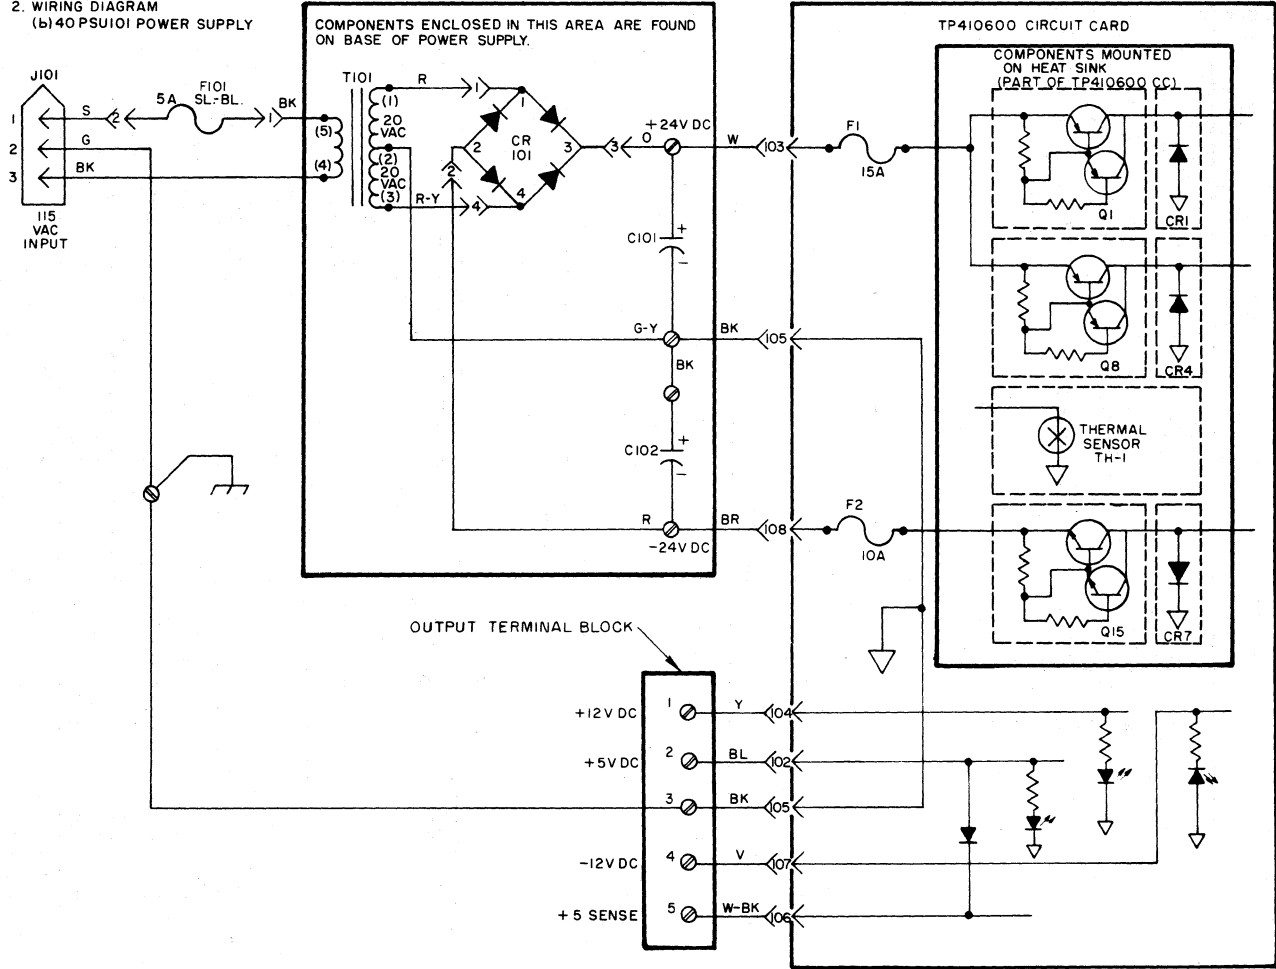 2. WIRING DIAGRAM
(b) 40 PSU101 POWER SUPPLY
COMPONENTS ENCLOSED IN THIS AREA ARE FOUND
ON BASE OF POWER SUPPLY.
TP410600 CIRCUIT CARD
COMPONENTS MOUNTED
ON HEAT SINK
(PART OF TP410600 CC)
J101
1
2
3
115
VAC
INPUT
S
G
BK
2
5A
F101
SL.-BL.
1
BK
T101
(5)
(4)
(1)
20
VAC
(2)
20
VAC
(3)
R
1
R-Y
4
2
1
2
CR
101
3
4
3
O
+24V DC
W
103
F1
15A
Q1
CR1
C101
+
−
G-Y
BK
105
BK
Q8
CR4
THERMAL
SENSOR
TH-1
C102
+
−
R
−24V DC
BR
108
F2
10A
Q15
CR7
OUTPUT TERMINAL BLOCK
+12V DC
1
Y
104
+5V DC
2
BL
102
3
BK
105
−12V DC
4
V
107
+5 SENSE
5
W-BK
106